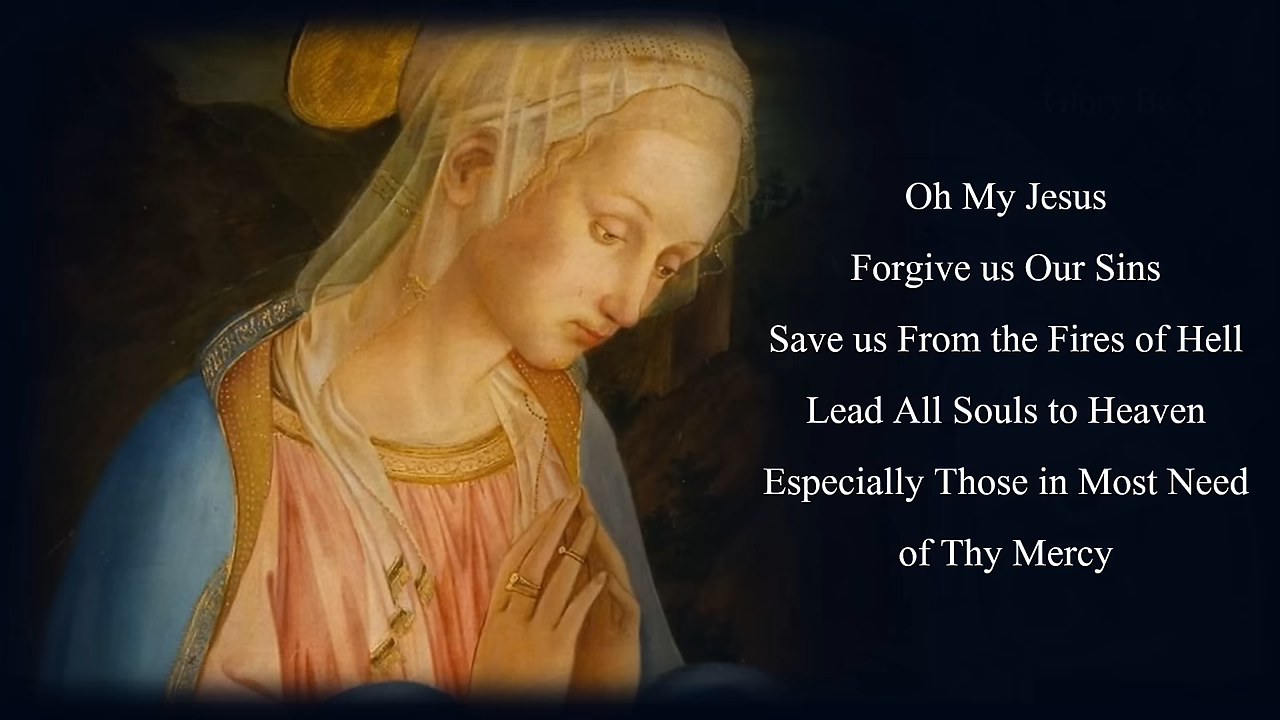 Oh My Jesus
Forgive us Our Sins
Save us From the Fires of Hell
Lead All Souls to Heaven
Especially Those in Most Need
of Thy Mercy